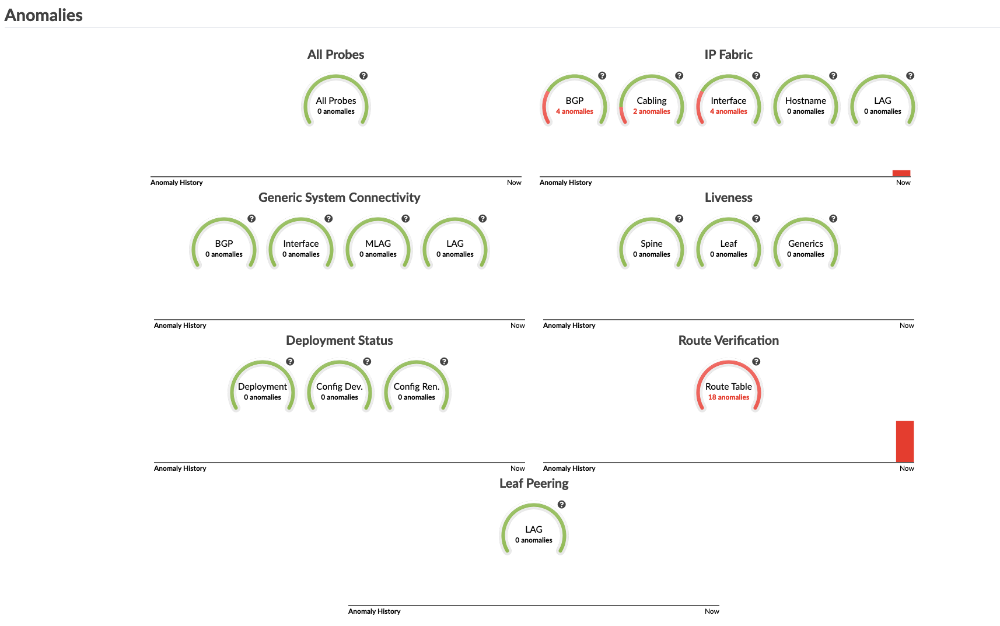 Anomalies
All Probes
?
All Probes
0 anomalies
Anomaly History
Now
IP Fabric
?
BGP
4 anomalies
?
Cabling
2 anomalies
?
Interface
4 anomalies
?
Hostname
0 anomalies
?
LAG
0 anomalies
Anomaly History
Now
Generic System Connectivity
?
BGP
0 anomalies
?
Interface
0 anomalies
?
MLAG
0 anomalies
?
LAG
0 anomalies
Anomaly History
Now
Liveness
?
Spine
0 anomalies
?
Leaf
0 anomalies
?
Generics
0 anomalies
Anomaly History
Now
Deployment Status
?
Deployment
0 anomalies
?
Config Dev.
0 anomalies
?
Config Ren.
0 anomalies
Anomaly History
Now
Route Verification
?
Route Table
18 anomalies
Anomaly History
Now
Leaf Peering
?
LAG
0 anomalies
Anomaly History
Now